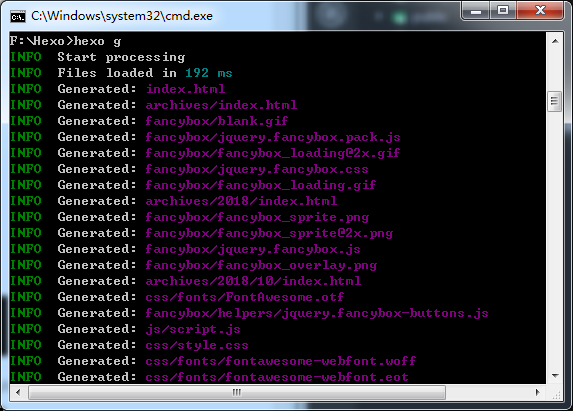 C:\Windows\system32\cmd.exe
F:\Hexo>hexo g
INFO  Start processing
INFO  Files loaded in 192 ms
INFO  Generated: index.html
INFO  Generated: archives/index.html
INFO  Generated: fancybox/blank.gif
INFO  Generated: fancybox/jquery.fancybox.pack.js
INFO  Generated: fancybox/fancybox_loading@2x.gif
INFO  Generated: fancybox/jquery.fancybox.css
INFO  Generated: fancybox/fancybox_loading.gif
INFO  Generated: archives/2018/index.html
INFO  Generated: fancybox/fancybox_sprite.png
INFO  Generated: fancybox/fancybox_sprite@2x.png
INFO  Generated: fancybox/jquery.fancybox.js
INFO  Generated: fancybox/fancybox_overlay.png
INFO  Generated: archives/2018/10/index.html
INFO  Generated: css/fonts/FontAwesome.otf
INFO  Generated: fancybox/helpers/jquery.fancybox-buttons.js
INFO  Generated: js/script.js
INFO  Generated: css/style.css
INFO  Generated: css/fonts/fontawesome-webfont.woff
INFO  Generated: css/fonts/fontawesome-webfont.eot